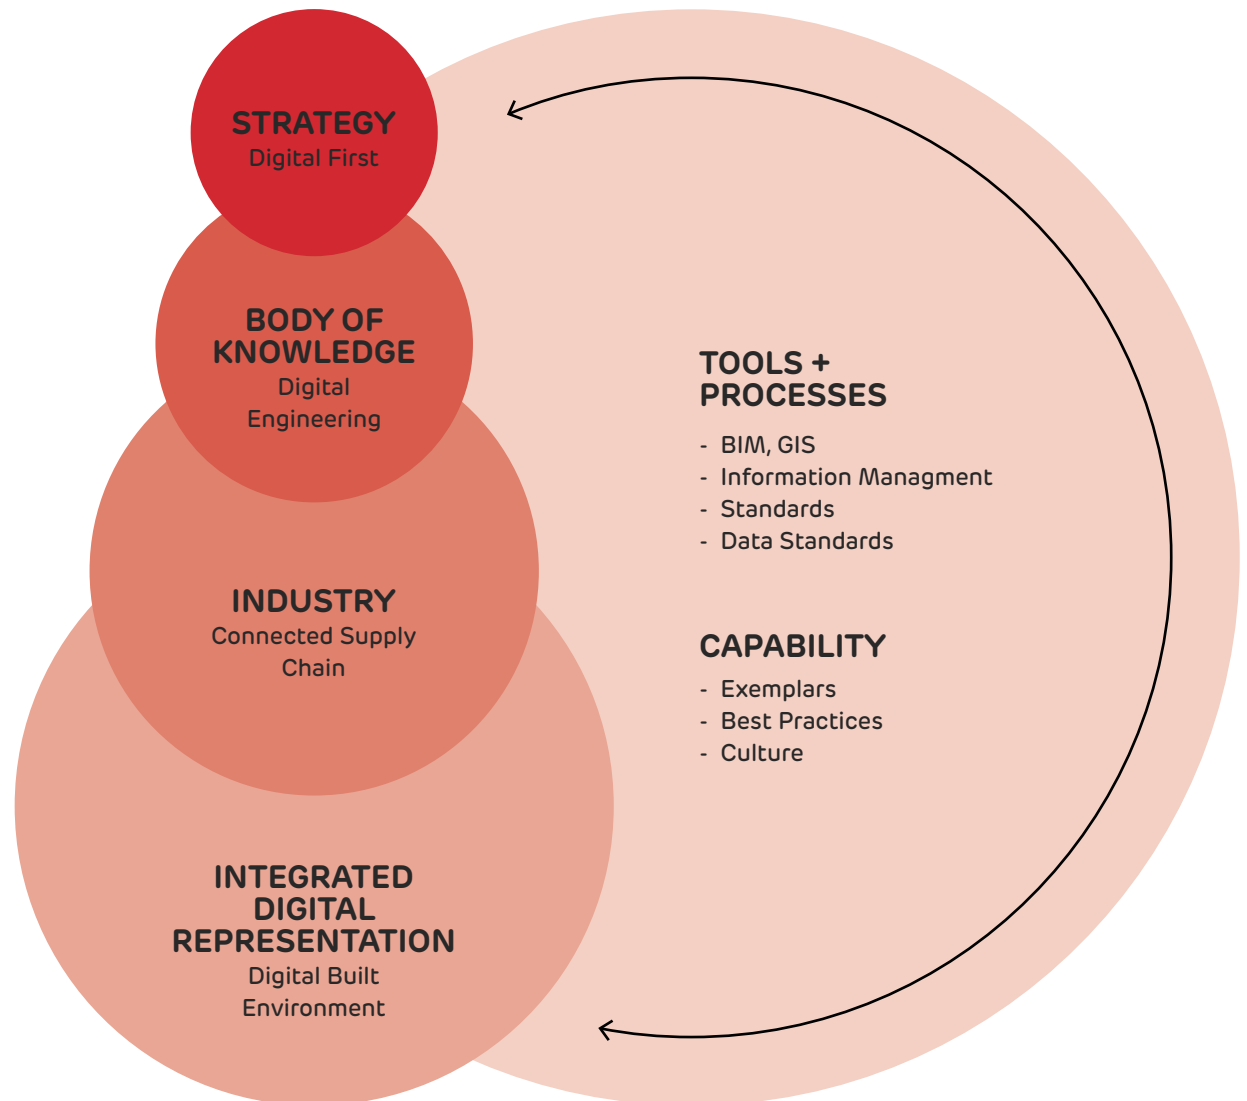 STRATEGY
Digital First
BODY OF
KNOWLEDGE
Digital
Engineering
INDUSTRY
Connected Supply
Chain
INTEGRATED
DIGITAL
REPRESENTATION
Digital Built
Environment
TOOLS +
PROCESSES
- BIM, GIS
- Information Managment
- Standards
- Data Standards
CAPABILITY
- Exemplars
- Best Practices
- Culture